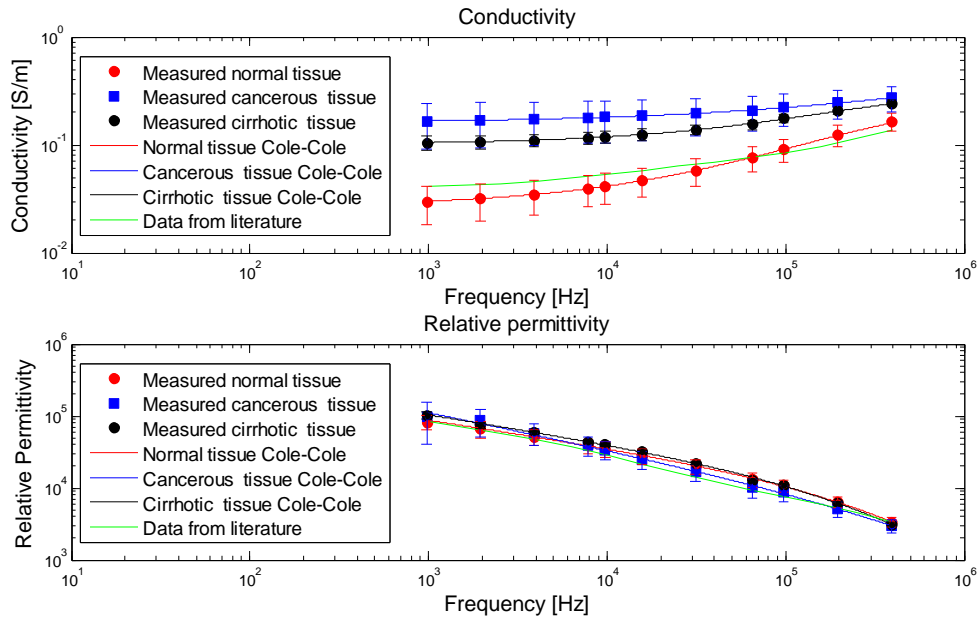 Conductivity
10^0
10^-1
10^-2
Conductivity [S/m]
Measured normal tissue
Measured cancerous tissue
Measured cirrhotic tissue
Normal tissue Cole-Cole
Cancerous tissue Cole-Cole
Cirrhotic tissue Cole-Cole
Data from literature
10^1 10^2 10^3 10^4 10^5 10^6
Frequency [Hz]
Relative permittivity
10^6
10^5
10^4
10^3
Relative Permittivity
Measured normal tissue
Measured cancerous tissue
Measured cirrhotic tissue
Normal tissue Cole-Cole
Cancerous tissue Cole-Cole
Cirrhotic tissue Cole-Cole
Data from literature
10^1 10^2 10^3 10^4 10^5 10^6
Frequency [Hz]